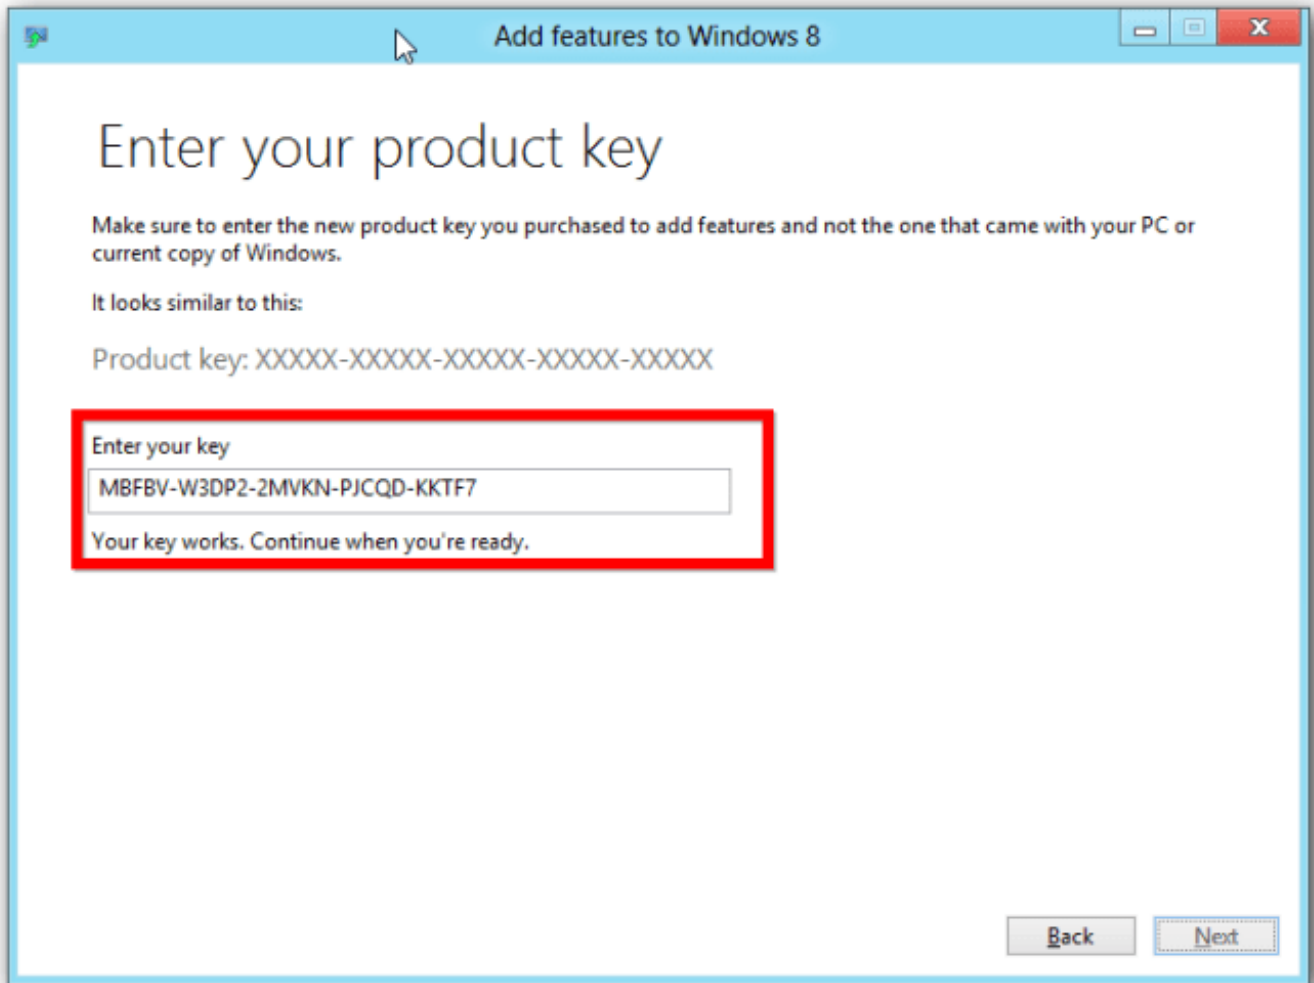 Add features to Windows 8
Enter your product key
Make sure to enter the new product key you purchased to add features and not the one that came with your PC or
current copy of Windows.
It looks similar to this:
Product key: XXXXX-XXXXX-XXXXX-XXXXX-XXXXX
Enter your key
MBFBV-W3DP2-2MVKN-PJCQD-KKTF7
Your key works. Continue when you're ready.
Back
Next